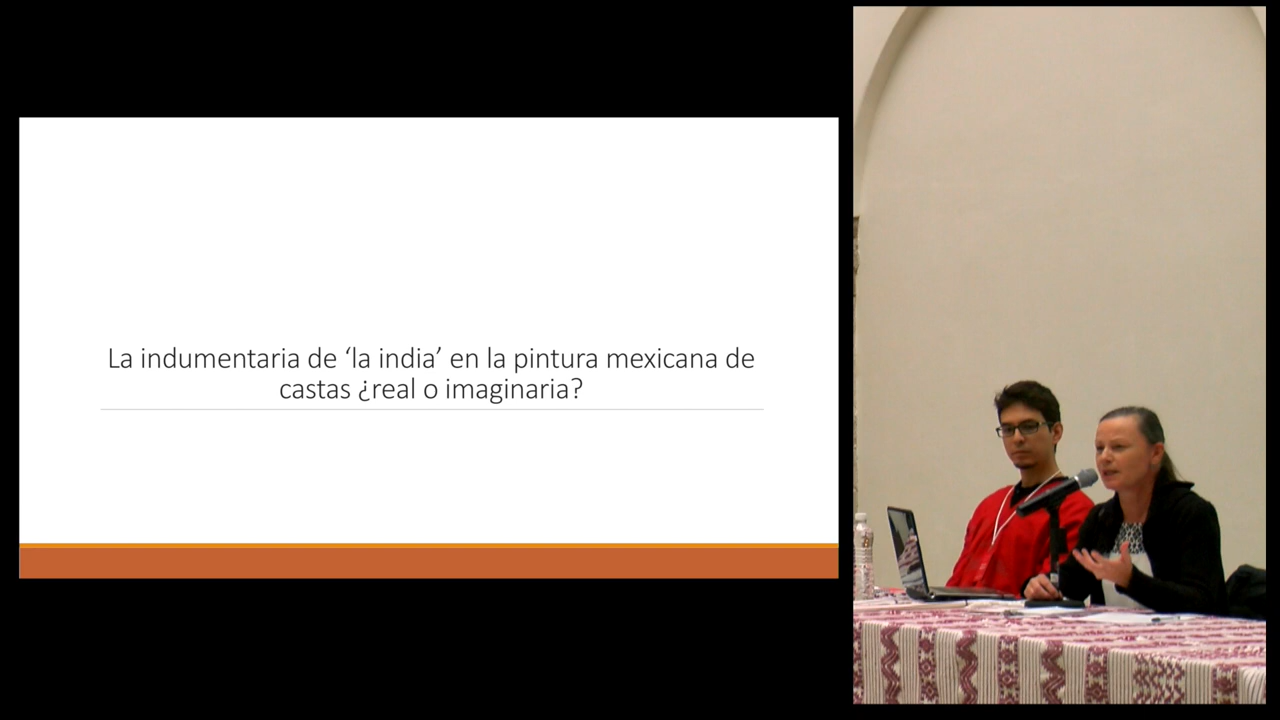 La indumentaria de ‘la india’ en la pintura mexicana de
castas ¿real o imaginaria?